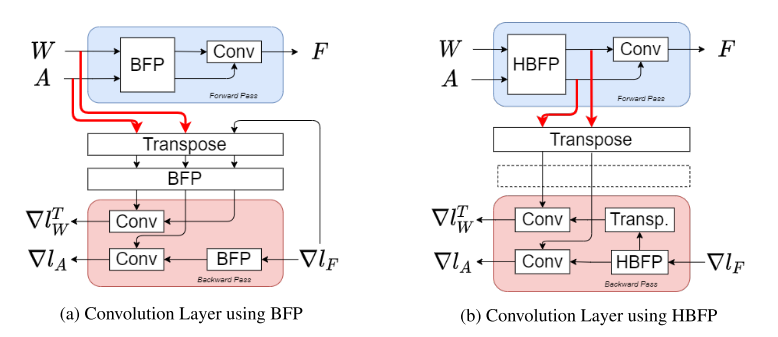 W
A
BFP
Conv
F
Forward Pass
Transpose
BFP
Conv
∇l_W^T
Conv
∇l_A
BFP
∇l_F
Backward Pass
(a) Convolution Layer using BFP
W
A
HBFP
Conv
F
Forward Pass
Transpose
∇l_W^T
Conv
Transp.
∇l_A
Conv
HBFP
∇l_F
Backward Pass
(b) Convolution Layer using HBFP